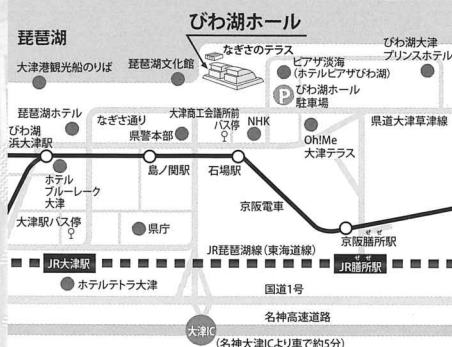 びわ湖ホール
琵琶湖
なぎさのテラス
びわ湖大津
プリンスホテル
大津港観光船のりば
琵琶湖文化館
ピアザ淡海
(ホテルピアザびわ湖)
P
びわ湖ホール
駐車場
琵琶湖ホテル
なぎさ通り
大津商工会議所前
バス停
県警本部
NHK
県道大津草津線
びわ湖
浜大津駅
Oh!Me
大津テラス
ホテル
ブルーレーク
大津
島ノ関駅
石場駅
大津駅バス停
県庁
京阪電車
ぜぜ
京阪膳所駅
JR琵琶湖線(東海道線)
JR大津駅
ぜぜ
JR膳所駅
ホテルテトラ大津
国道1号
名神高速道路
大津IC
(名神大津ICより車で約5分)